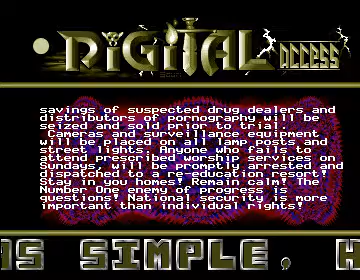 DIGITAL
ACCESS
savings of suspected drug dealers and
distributors of pornography will be
seized and sold prior to trial.
Cameras and surveillance equipment
will be placed on all lamp posts and
street lights. Anyone who fails to
attend prescribed worship services on
Sundays, will be promptly arrested and
dispatched to a re-education resort!
Stay in you homes! Remain calm! The
Number One enemy of progress is
questions! National security is more
important than individual rights!
NS SIMPLE. H